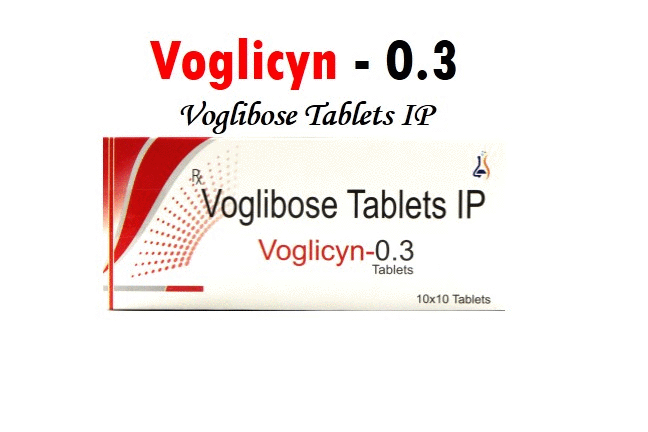 Voglicyn - 0.3
Voglibose Tablets IP
Rx
Voglibose Tablets IP
Voglicyn-0.3
Tablets
10x10 Tablets